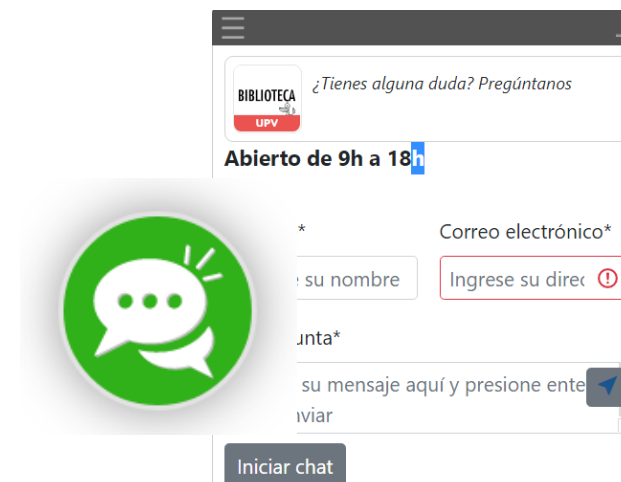 ¿Tienes alguna duda? Pregúntanos
BIBLIOTECA
UPV
Abierto de 9h a 18h
* Correo electrónico*
su nombre
Ingrese su direc
unta*
su mensaje aquí y presione ente
viar
Iniciar chat